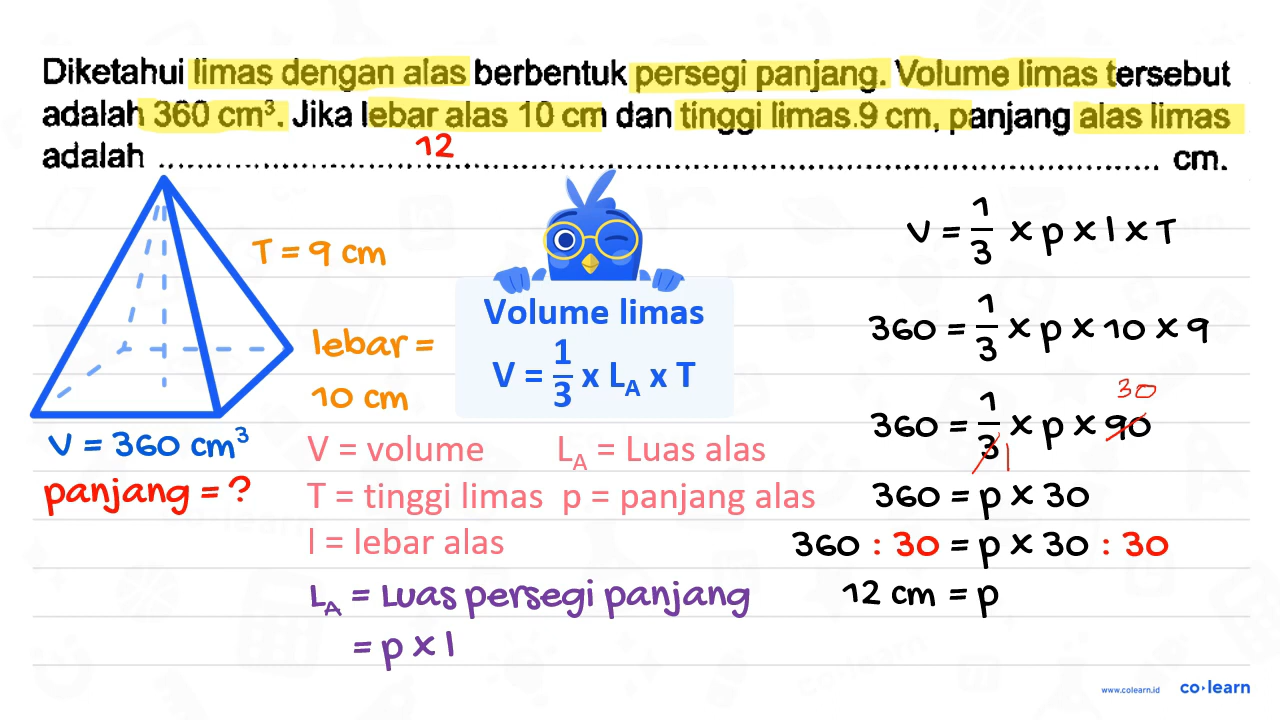 Diketahui limas dengan alas berbentuk persegi panjang. Volume limas tersebut
adalah 360 cm³. Jika lebar alas 10 cm dan tinggi limas.9 cm, panjang alas limas
adalah ............ 12 ............ cm.
T = 9 cm
lebar =
10 cm
V = 360 cm³
panjang = ?
Volume limas
V = 1/3 x L_A x T
V = volume L_A = Luas alas
T = tinggi limas p = panjang alas
l = lebar alas
L_A = Luas persegi panjang
= p x l
V = 1/3 x p x l x T
360 = 1/3 x p x 10 x 9
30
360 = 1/3 x p x 90
1
360 = p x 30
360 : 30 = p x 30 : 30
12 cm = p
www.colearn.id co·learn